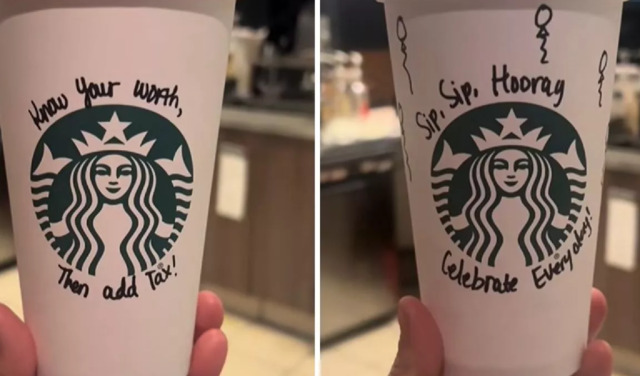 Know Your worth,
Then add Tax!
Sip, Sip, Hooray
Celebrate Everyday!